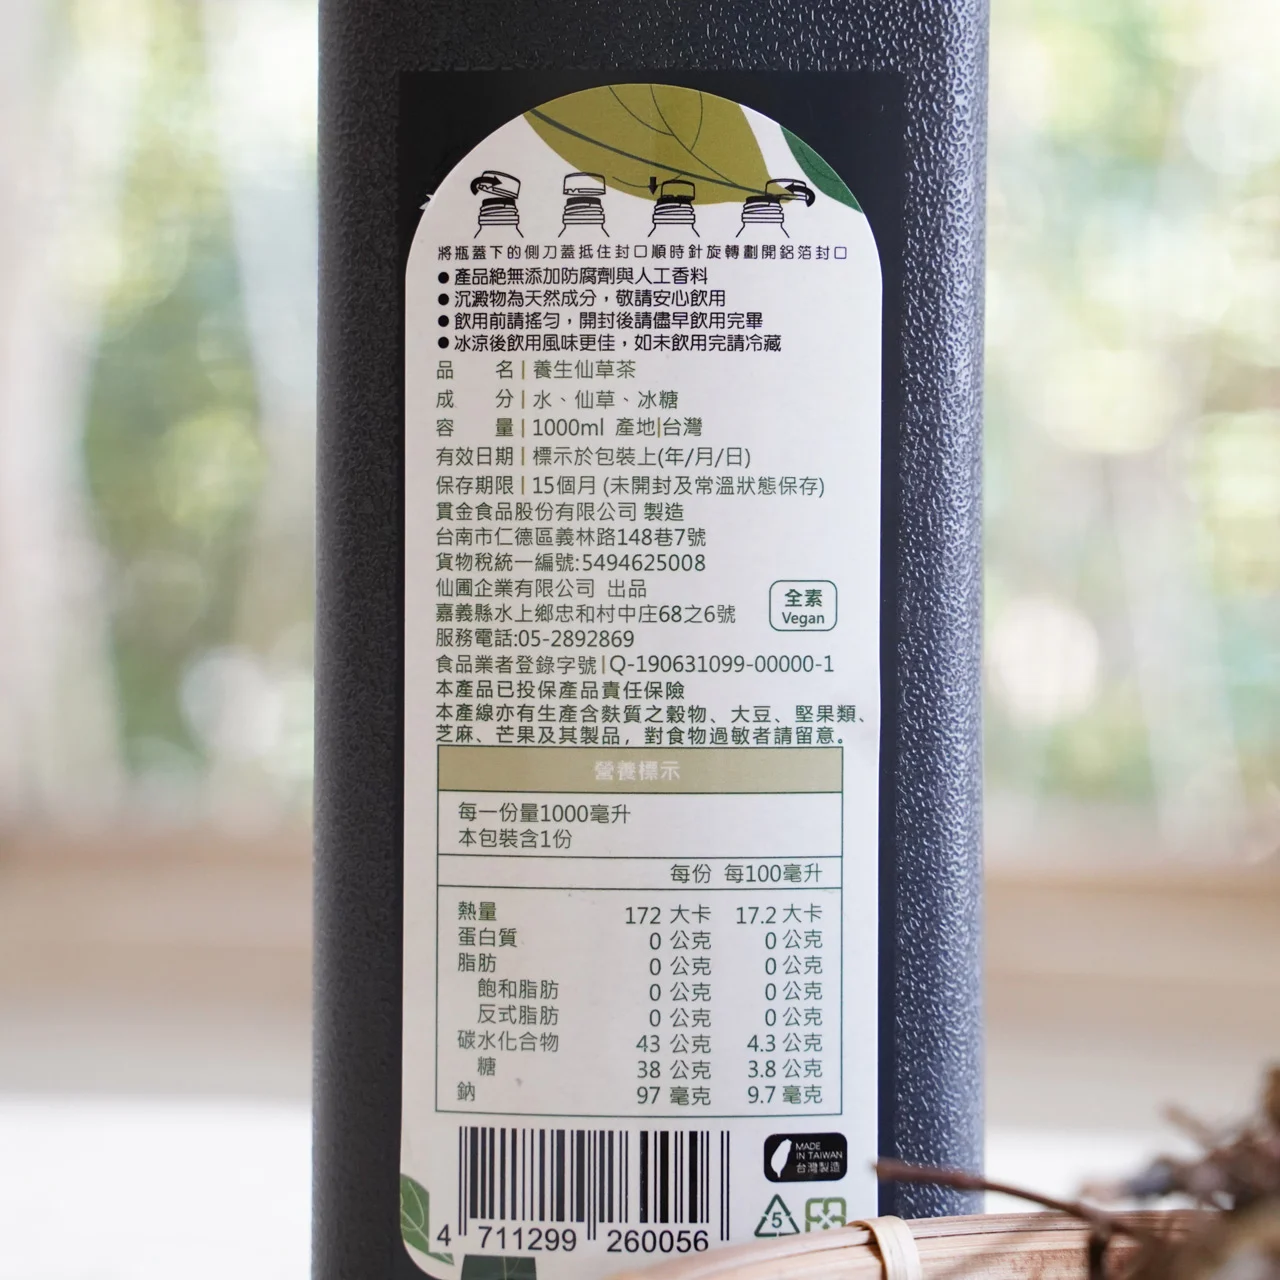 將瓶蓋下的側刀蓋抵住封口順時針旋轉劃開鋁箔封口
●產品絕無添加防腐劑與人工香料
●沉澱物為天然成分,敬請安心飲用
●飲用前請搖勻,開封後請儘早飲用完畢
●冰涼後飲用風味更佳,如未飲用完請冷藏
品名|養生仙草茶
成分|水、仙草、冰糖
容量|1000ml 產地|台灣
有效日期|標示於包裝上(年/月/日)
保存期限|15個月(未開封及常溫狀態保存)
貫金食品股份有限公司 製造
台南市仁德區義林路148巷7號
貨物稅統一編號:5494625008
仙圃企業有限公司 出品
嘉義縣水上鄉忠和村中庄68之6號
全素
Vegan
服務電話:05-2892869
食品業者登錄字號|Q-190631099-00000-1
本產品已投保產品責任保險
本產線亦有生產含麩質之穀物、大豆、堅果類、
芝麻、芒果及其製品,對食物過敏者請留意。
營養標示
每一份量1000毫升
本包裝含1份
每份 每100毫升
熱量 172 大卡 17.2 大卡
蛋白質 0 公克 0 公克
脂肪 0 公克 0 公克
飽和脂肪 0 公克 0 公克
反式脂肪 0 公克 0 公克
碳水化合物 43 公克 4.3 公克
糖 38 公克 3.8 公克
鈉 97 毫克 9.7 毫克
MADE
IN TAIWAN
台灣製造
5
4 711299 260056